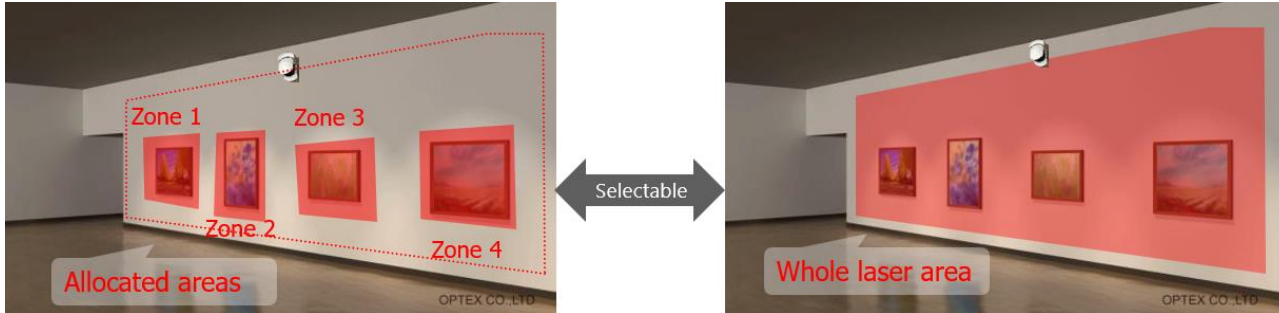 Zone 1
Zone 3
Zone 2
Zone 4
Allocated areas
OPTEX CO.,LTD
Selectable
Whole laser area
OPTEX CO.,LTD